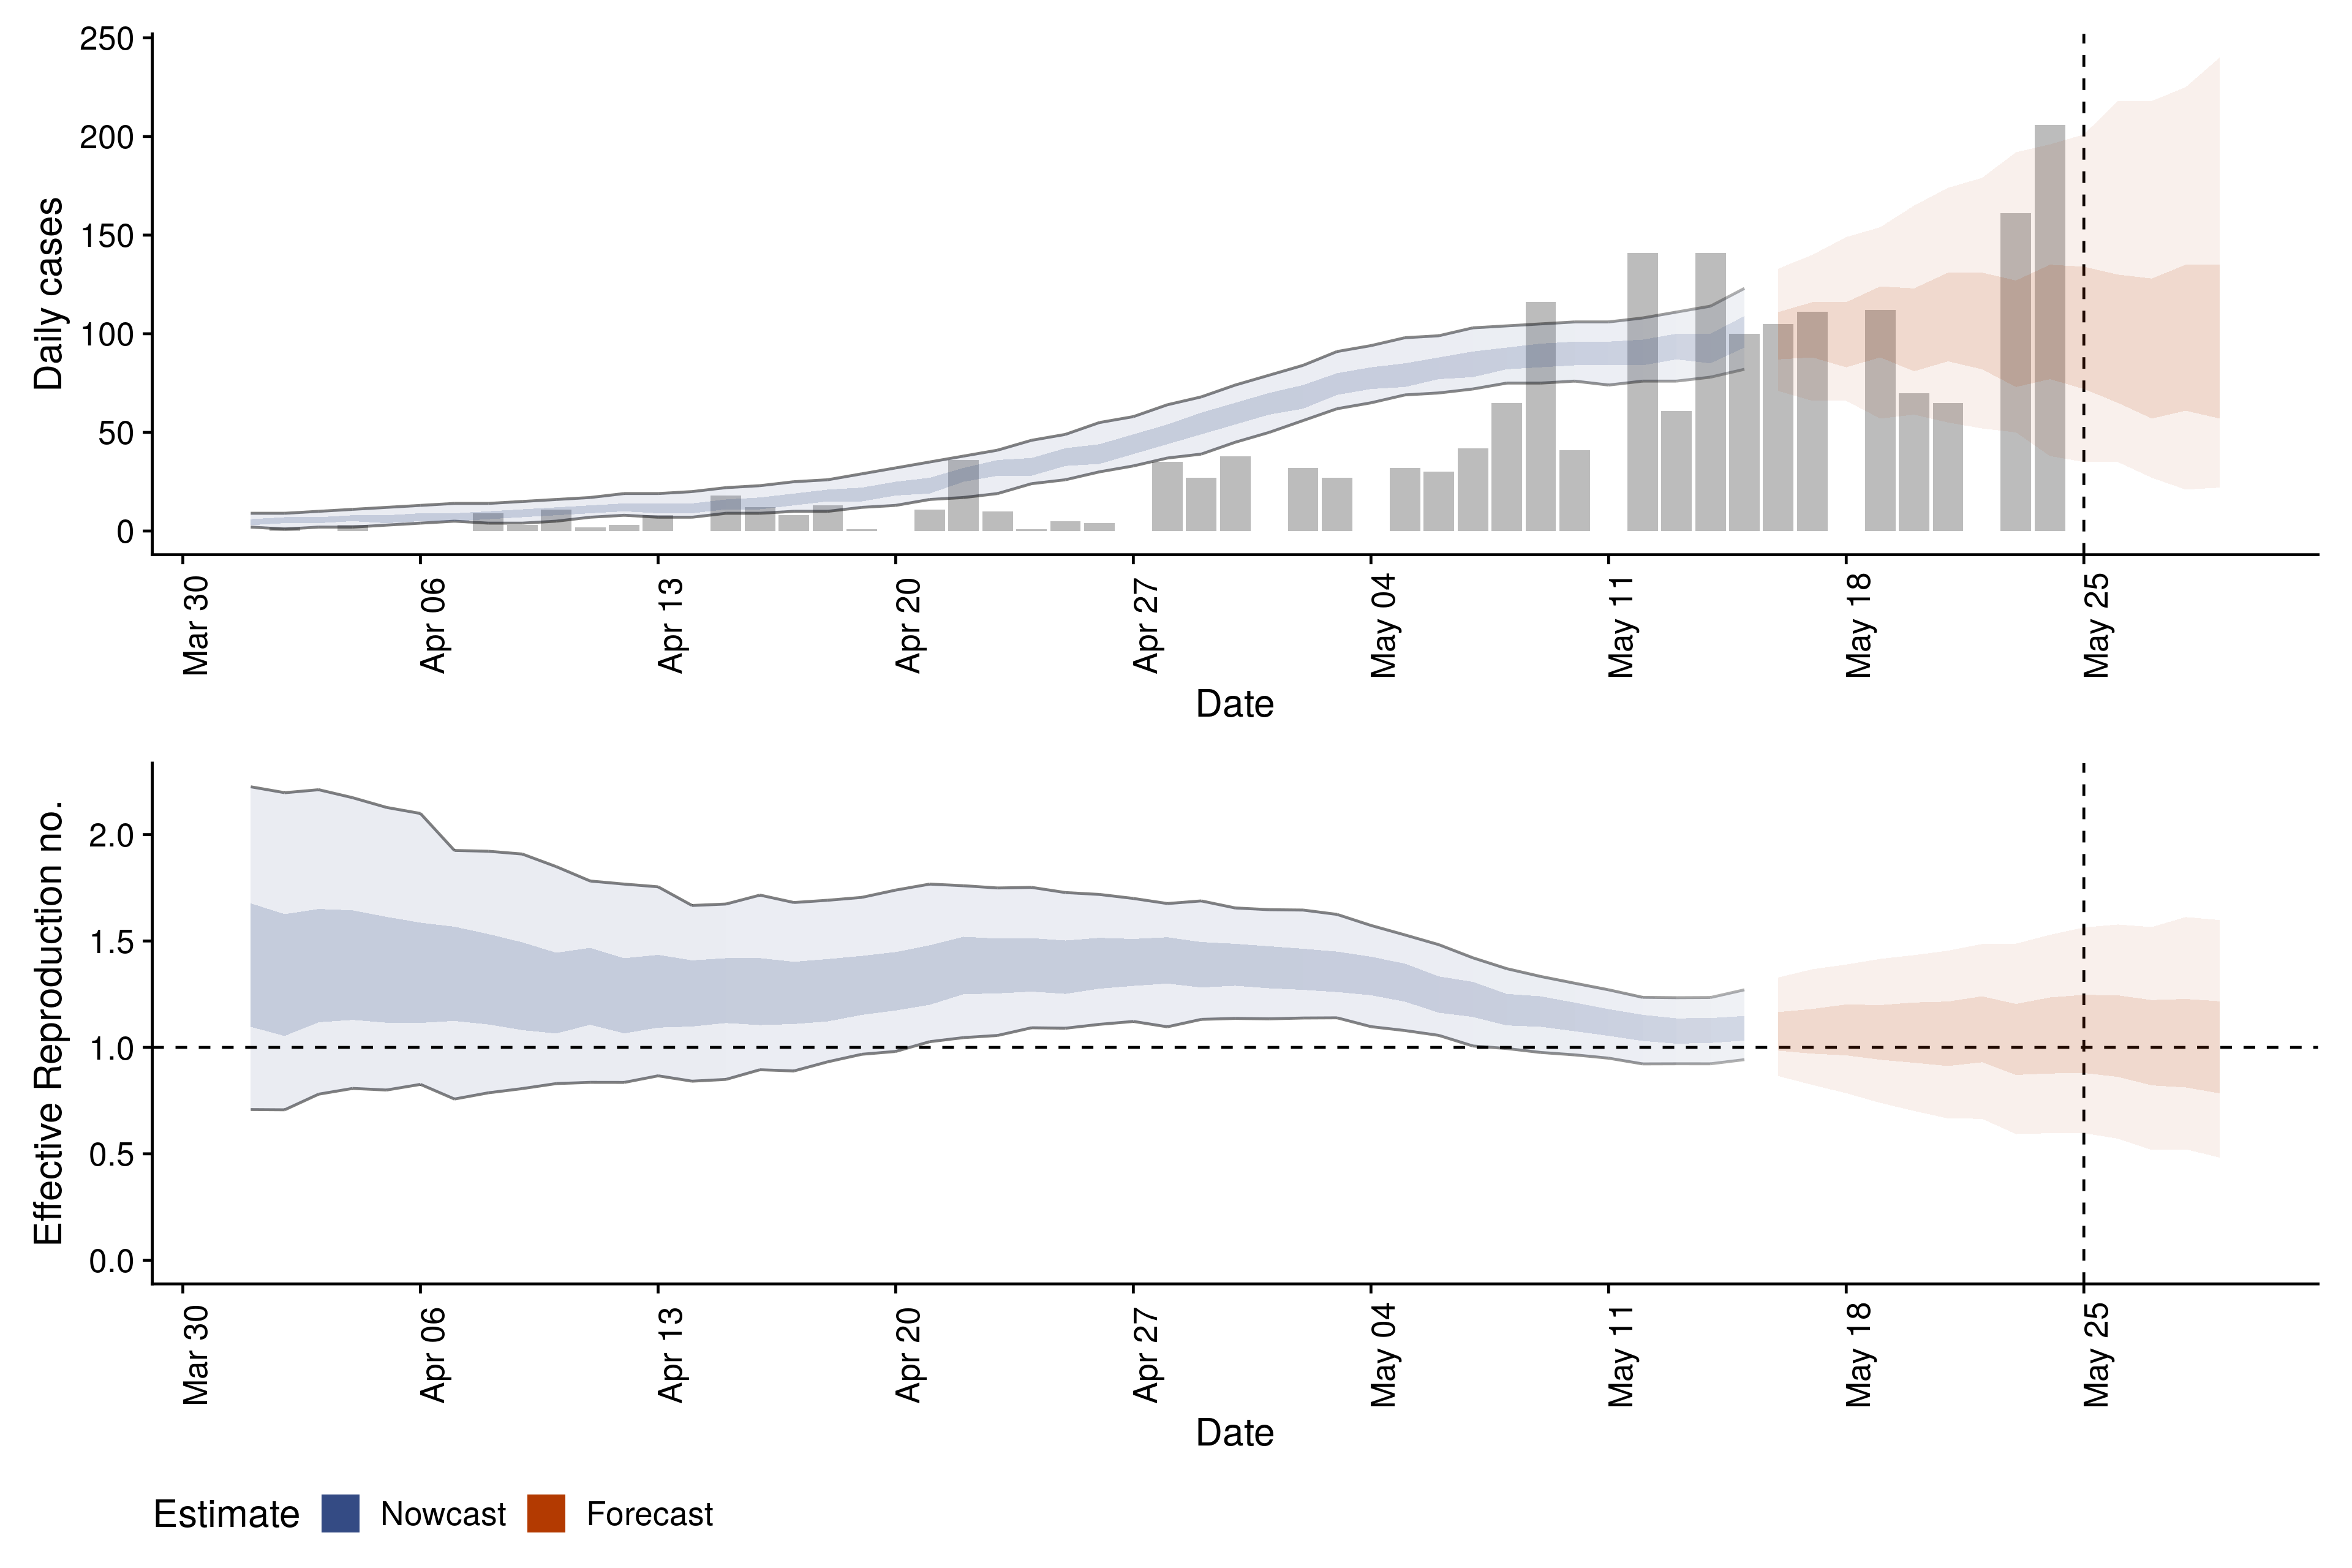 Daily cases
250
200
150
100
50
0
Mar 30
Apr 06
Apr 13
Apr 20
Apr 27
May 04
May 11
May 18
May 25
Date
Effective Reproduction no.
2.0
1.5
1.0
0.5
0.0
Mar 30
Apr 06
Apr 13
Apr 20
Apr 27
May 04
May 11
May 18
May 25
Date
Estimate Nowcast Forecast